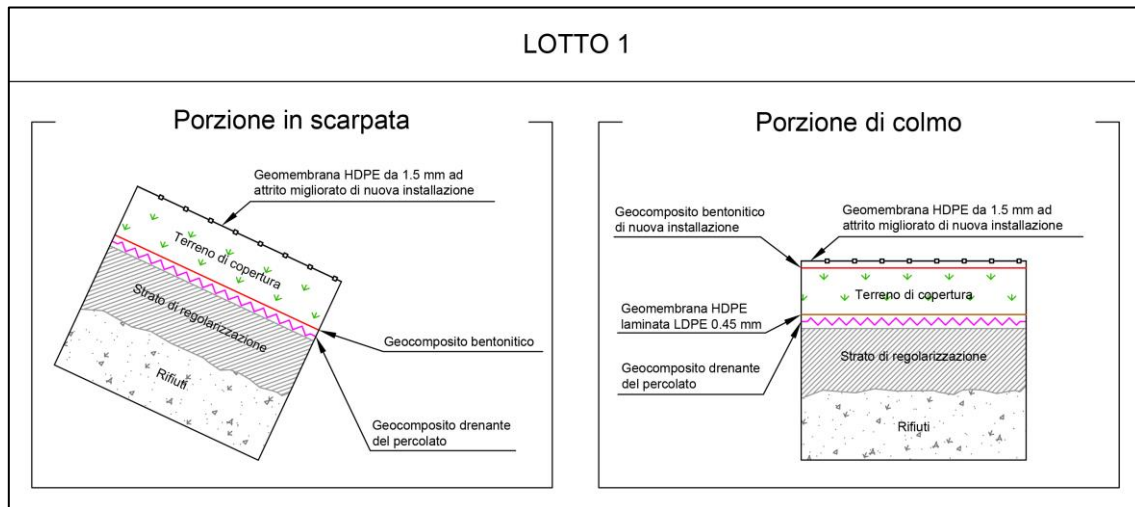 LOTTO 1
Porzione in scarpata
Geomembrana HDPE da 1.5 mm ad
attrito migliorato di nuova installazione
Terreno di copertura
Strato di regolarizzazione
Rifiuti
Geocomposito bentonitico
Geocomposito drenante
del percolato
Porzione di colmo
Geocomposito bentonitico
di nuova installazione
Geomembrana HDPE da 1.5 mm ad
attrito migliorato di nuova installazione
Terreno di copertura
Geomembrana HDPE
laminata LDPE 0.45 mm
Strato di regolarizzazione
Geocomposito drenante
del percolato
Rifiuti